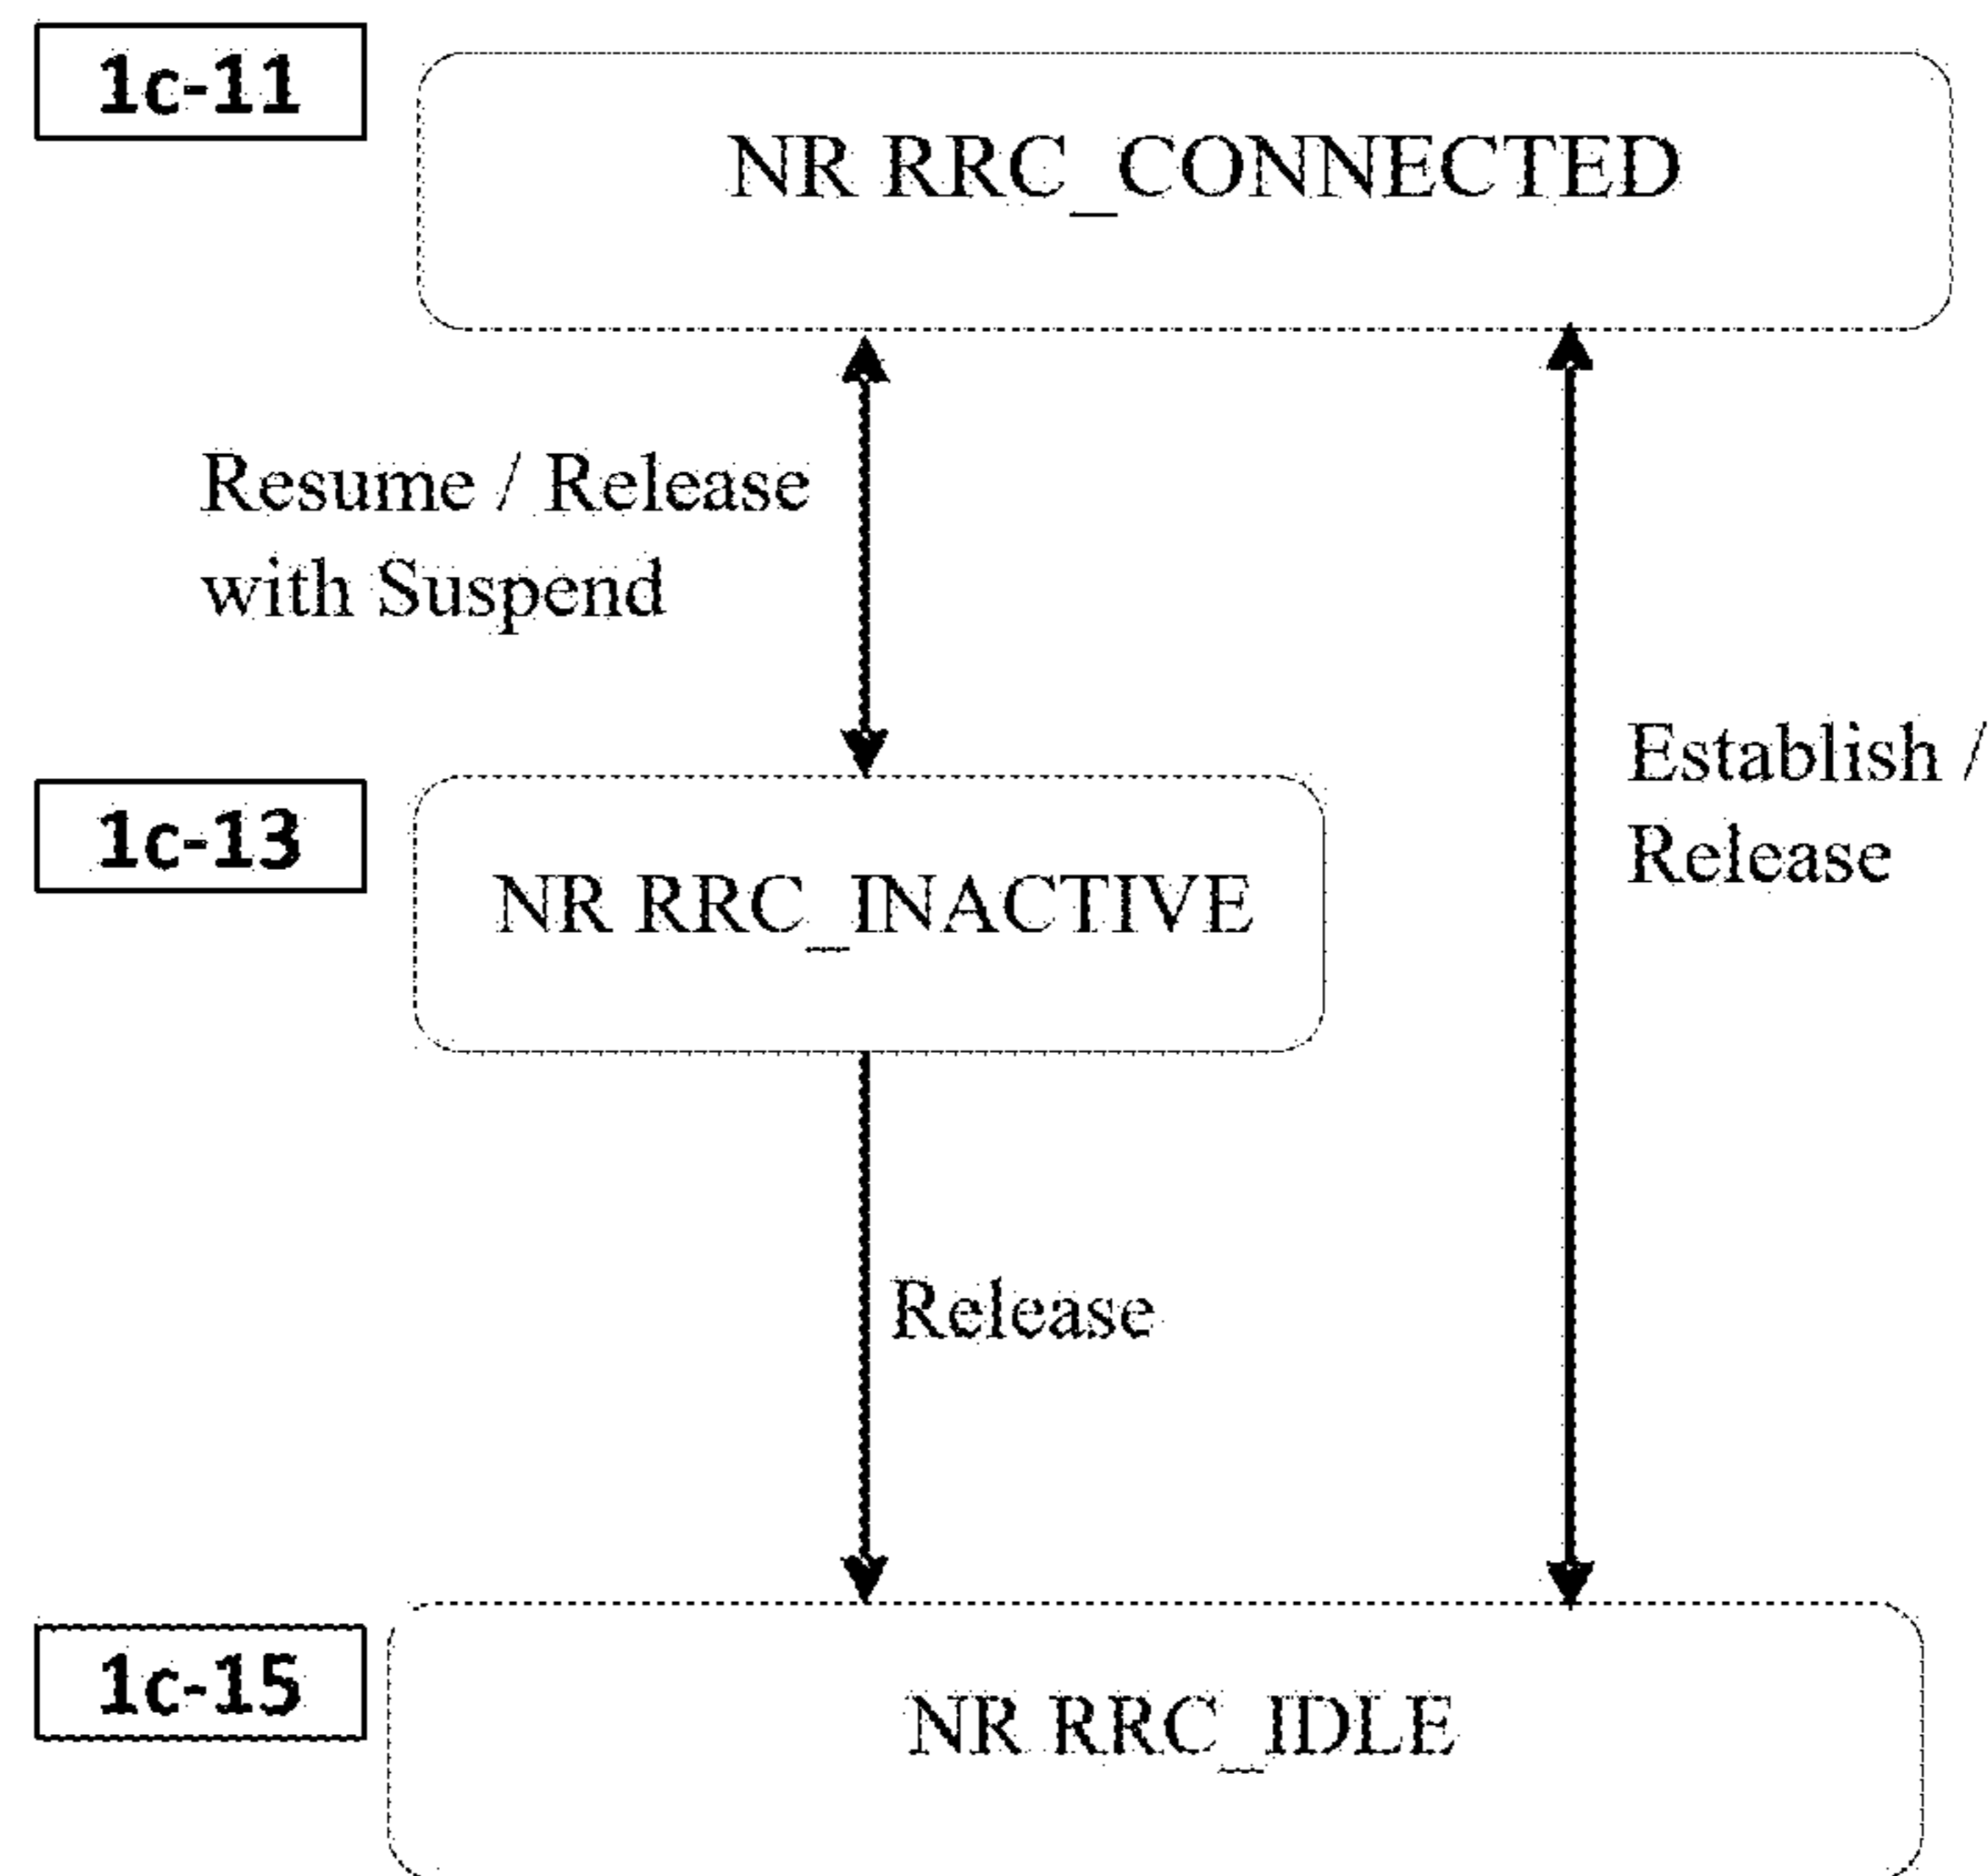 1c-11
NR RRC_CONNECTED
Resume / Release
with Suspend
Establish /
Release
1c-13
NR RRC_INACTIVE
Release
1c-15
NR RRC_IDLE